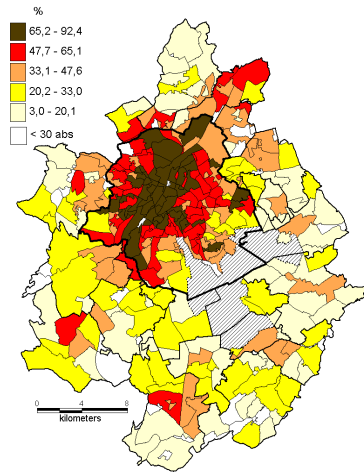 %
65,2 - 92,4
47,7 - 65,1
33,1 - 47,6
20,2 - 33,0
3,0 - 20,1
< 30 abs
0 4 8
kilometers